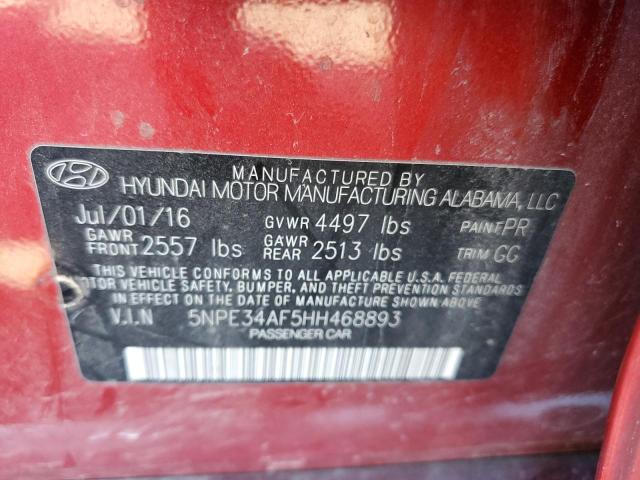 MANUFACTURED BY
HYUNDAI MOTOR MANUFACTURING ALABAMA, LLC
Jul/01/16 GVWR 4497 lbs PAINT PR
GAWR FRONT 2557 lbs GAWR REAR 2513 lbs TRIM GG
THIS VEHICLE CONFORMS TO ALL APPLICABLE U.S.A. FEDERAL
MOTOR VEHICLE SAFETY, BUMPER, AND THEFT PREVENTION
STANDARDS IN EFFECT ON THE DATE OF MANUFACTURE SHOWN ABOVE.
V.I.N 5NPE34AF5HH468893
PASSENGER CAR